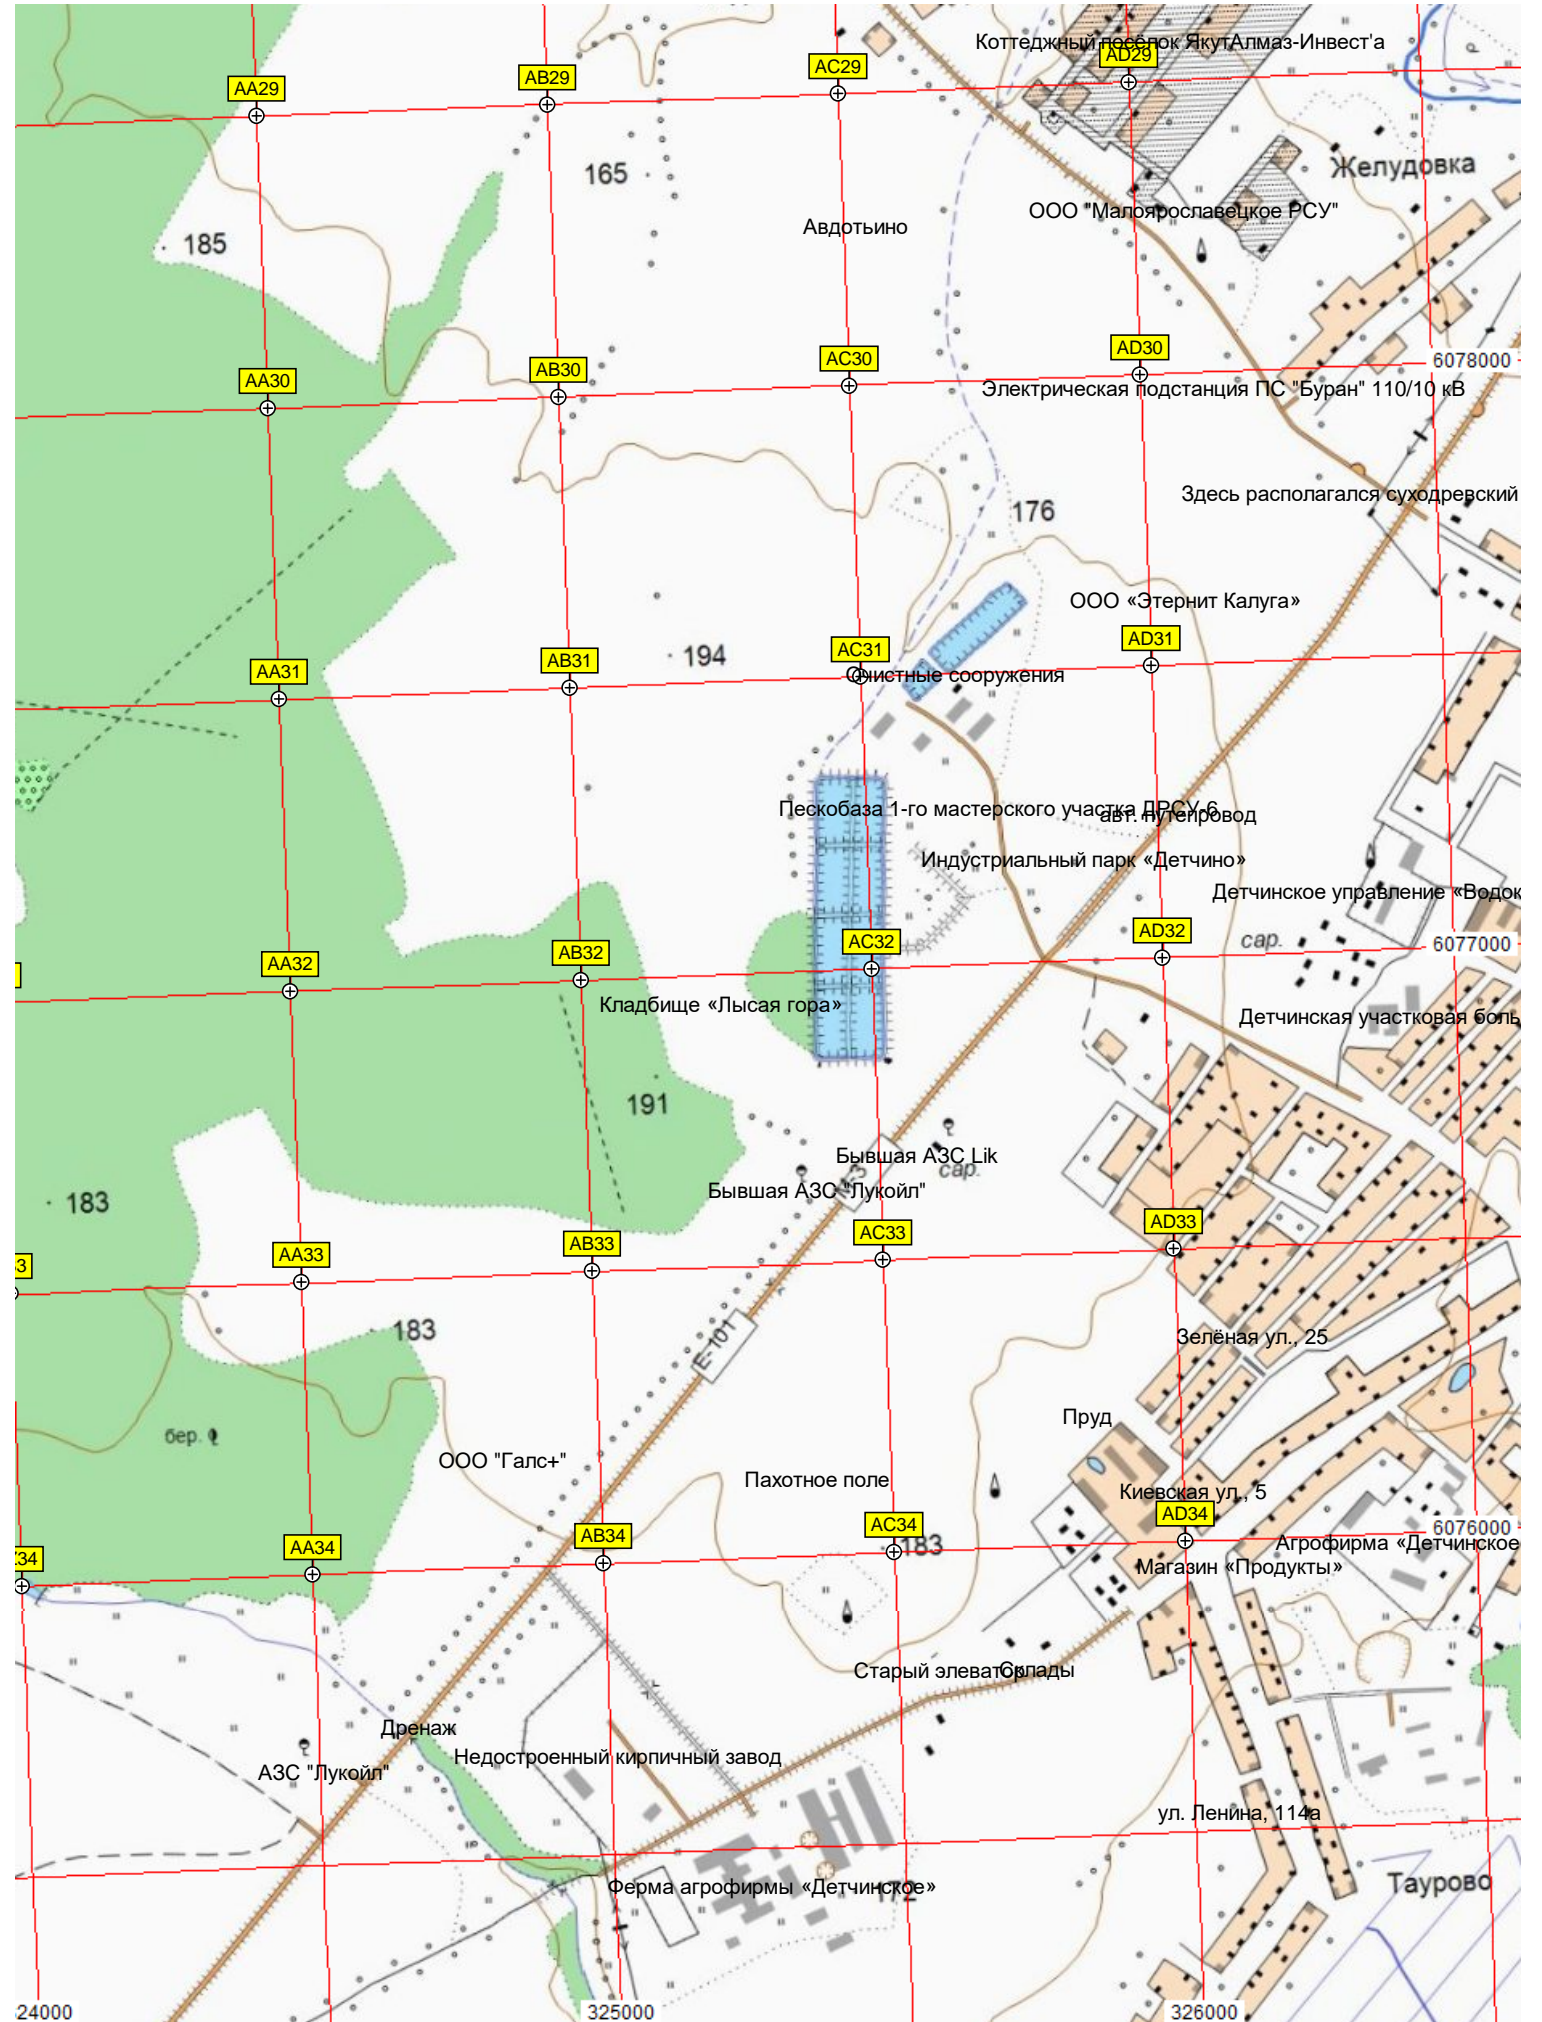 Коттеджный посёлок ЯкутАлмаз-Инвест'а
AD29
AC29
AB29
AA29
165
Желудовка
ООО "Малоярославецкое РСУ"
Авдотьино
185
AD30
AC30
6078000
AB30
AA30
Электрическая подстанция ПС "Буран" 110/10 кВ
Здесь располагался суходревский
176
ООО «Этернит Калуга»
AD31
AC31
194
AB31
AA31
Очистные сооружения
Пескобаза 1-го мастерского участка ДРСУ-6
авт. путепровод
Индустриальный парк «Детчино»
Детчинское управление «Водок
AD32
сар.
AC32
6077000
AB32
AA32
Кладбище «Лысая гора»
Детчинская участковая боль
191
Бывшая АЗС Lik
сар.
М-3
Бывшая АЗС "Лукойл"
183
AD33
AC33
AB33
AA33
3
183
Зелёная ул., 25
Е-101
Пруд
бер.
ООО "Галс+"
Пахотное поле
Киевская ул., 5
AD34
AC34
6076000
AB34
183
AA34
Агрофирма «Детчинское
34
Магазин «Продукты»
Старый элеватор
Склады
Дренаж
Недостроенный кирпичный завод
АЗС "Лукойл"
ул. Ленина, 114а
Таурово
Ферма агрофирмы «Детчинское»
172
24000
325000
326000